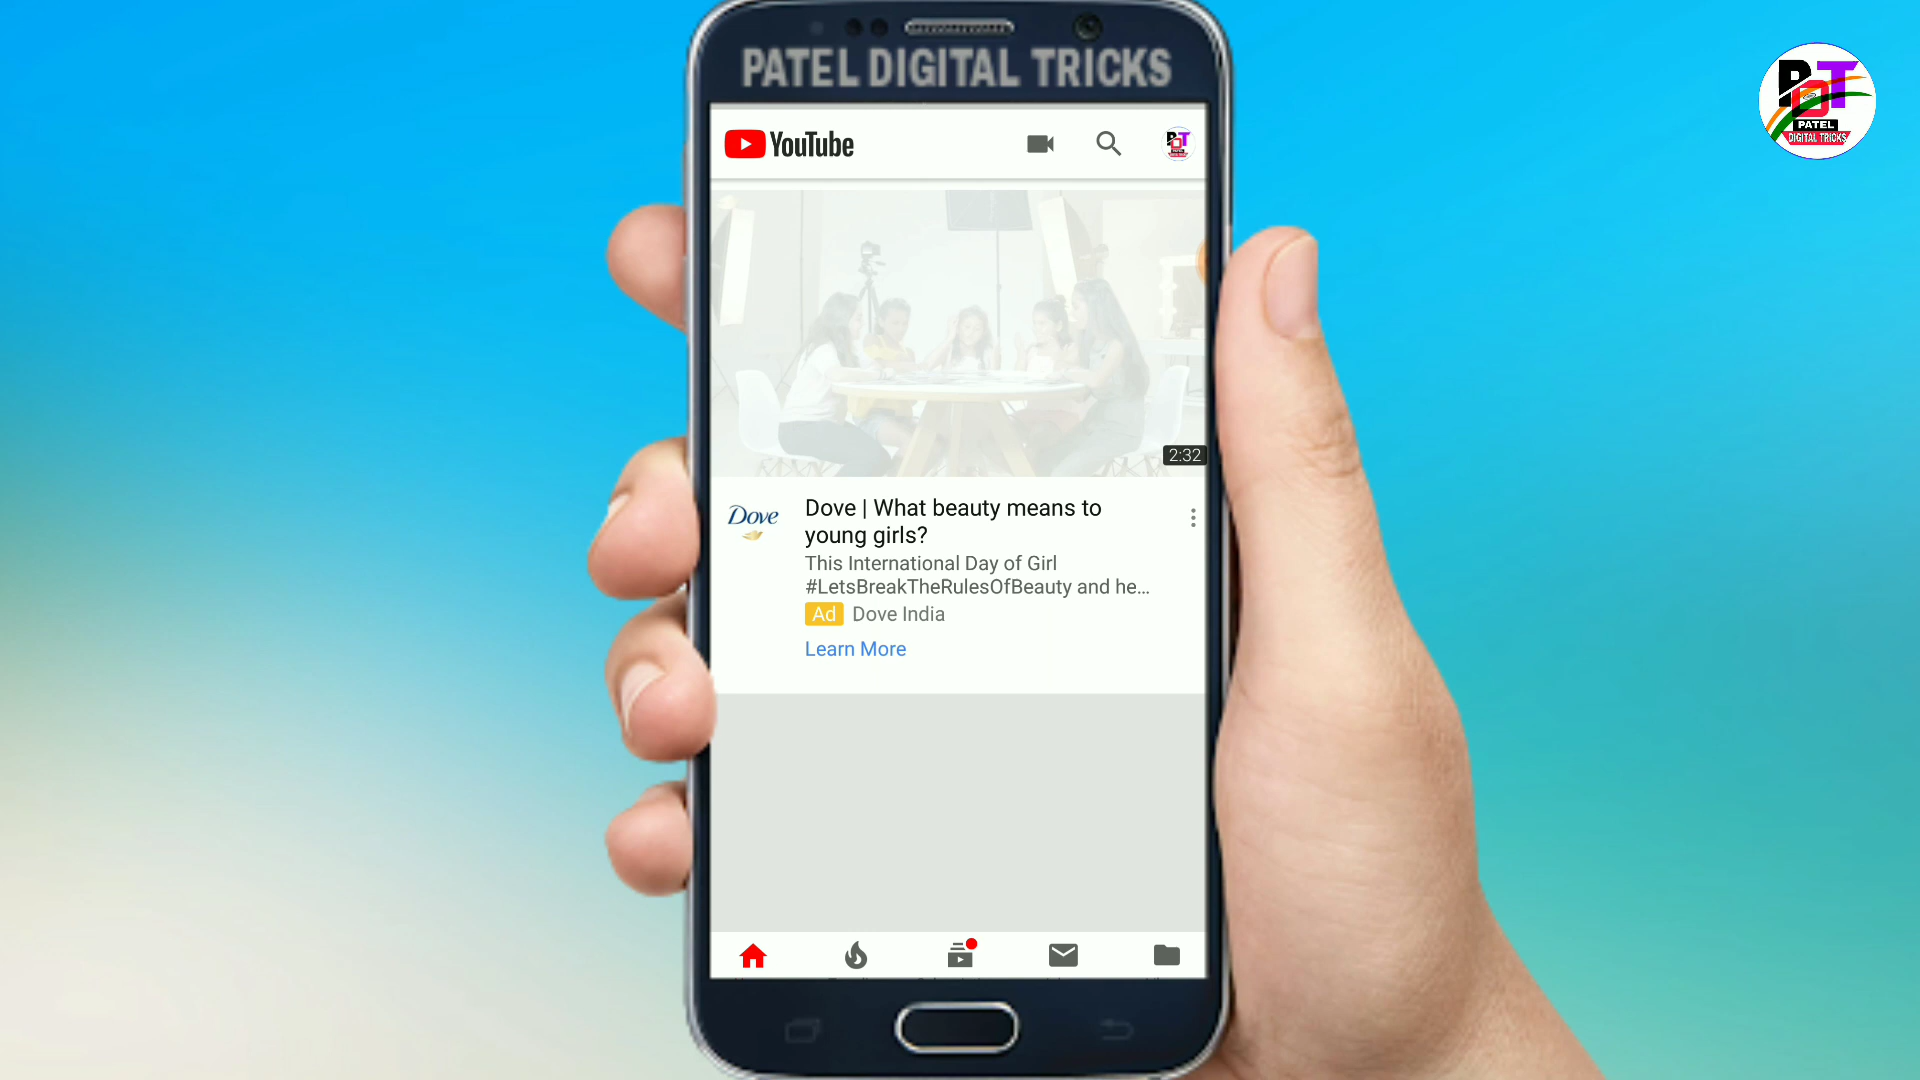 PATEL DIGITAL TRICKS
PDT
PATEL
DIGITAL TRICKS
YouTube
2:32
Dove
Dove | What beauty means to
young girls?
This International Day of Girl
#LetsBreakTheRulesOfBeauty and he...
Ad Dove India
Learn More